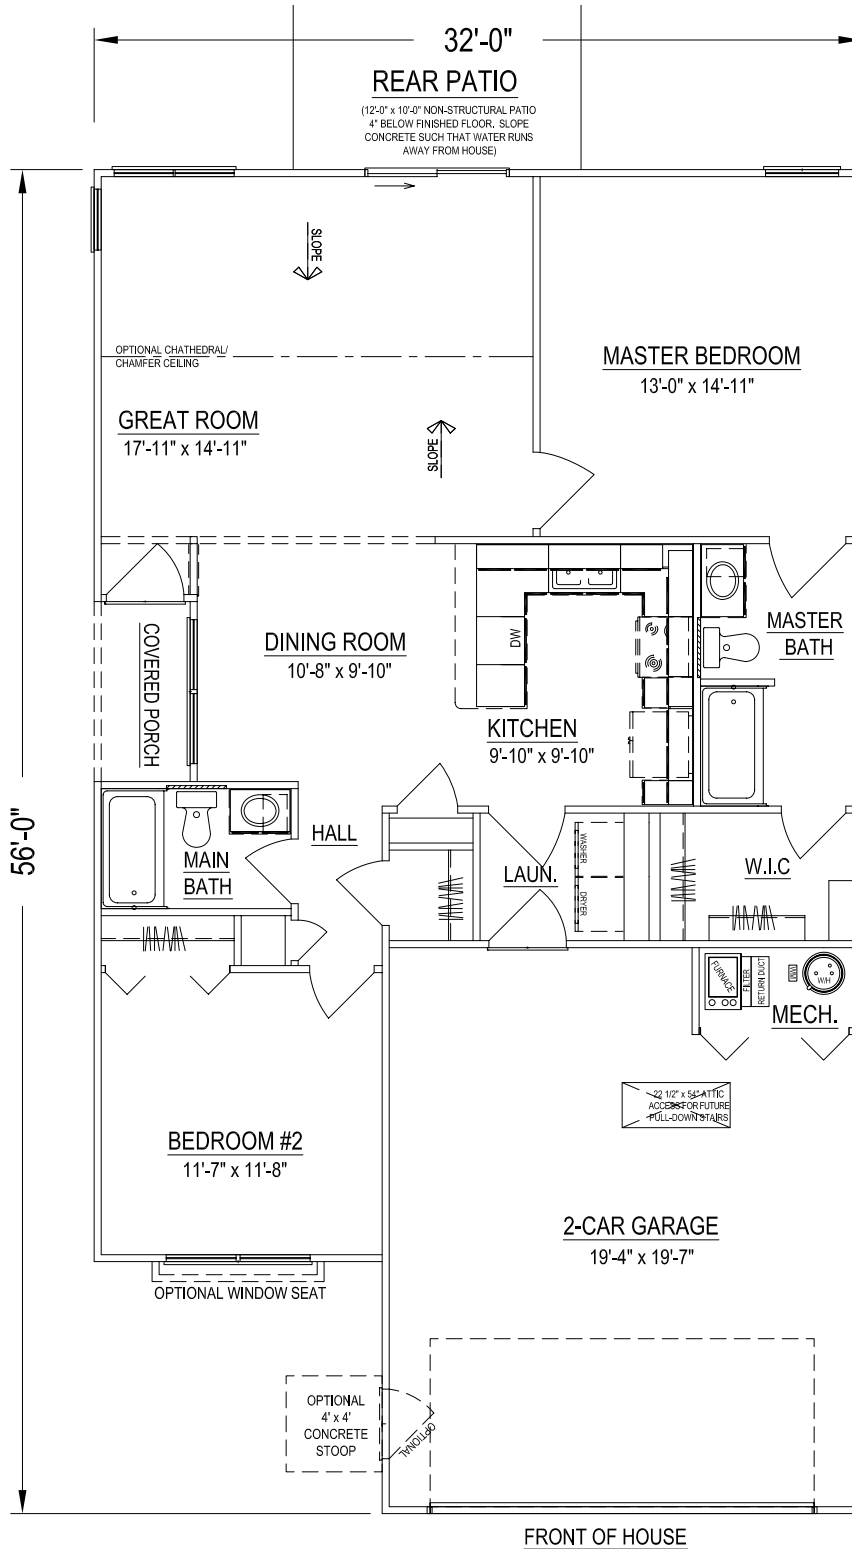 32'-0"
REAR PATIO
(12'-0" x 10'-0" NON-STRUCTURAL PATIO
4" BELOW FINISHED FLOOR. SLOPE
CONCRETE SUCH THAT WATER RUNS
AWAY FROM HOUSE)
SLOPE
OPTIONAL CHATHEDRAL/
CHAMFER CEILING
MASTER BEDROOM
13'-0" x 14'-11"
GREAT ROOM
17'-11" x 14'-11"
SLOPE
COVERED PORCH
DINING ROOM
10'-8" x 9'-10"
DW
KITCHEN
9'-10" x 9'-10"
MASTER
BATH
56'-0"
MAIN
BATH
HALL
LAUN.
WASHER
DRYER
W.I.C
FURNACE
FILTER
RETURN DUCT
W/H
MECH.
22 1/2" x 54" ATTIC
ACCESS FOR FUTURE
PULL-DOWN STAIRS
BEDROOM #2
11'-7" x 11'-8"
2-CAR GARAGE
19'-4" x 19'-7"
OPTIONAL WINDOW SEAT
OPTIONAL
4' x 4'
CONCRETE
STOOP
OPTIONAL
FRONT OF HOUSE